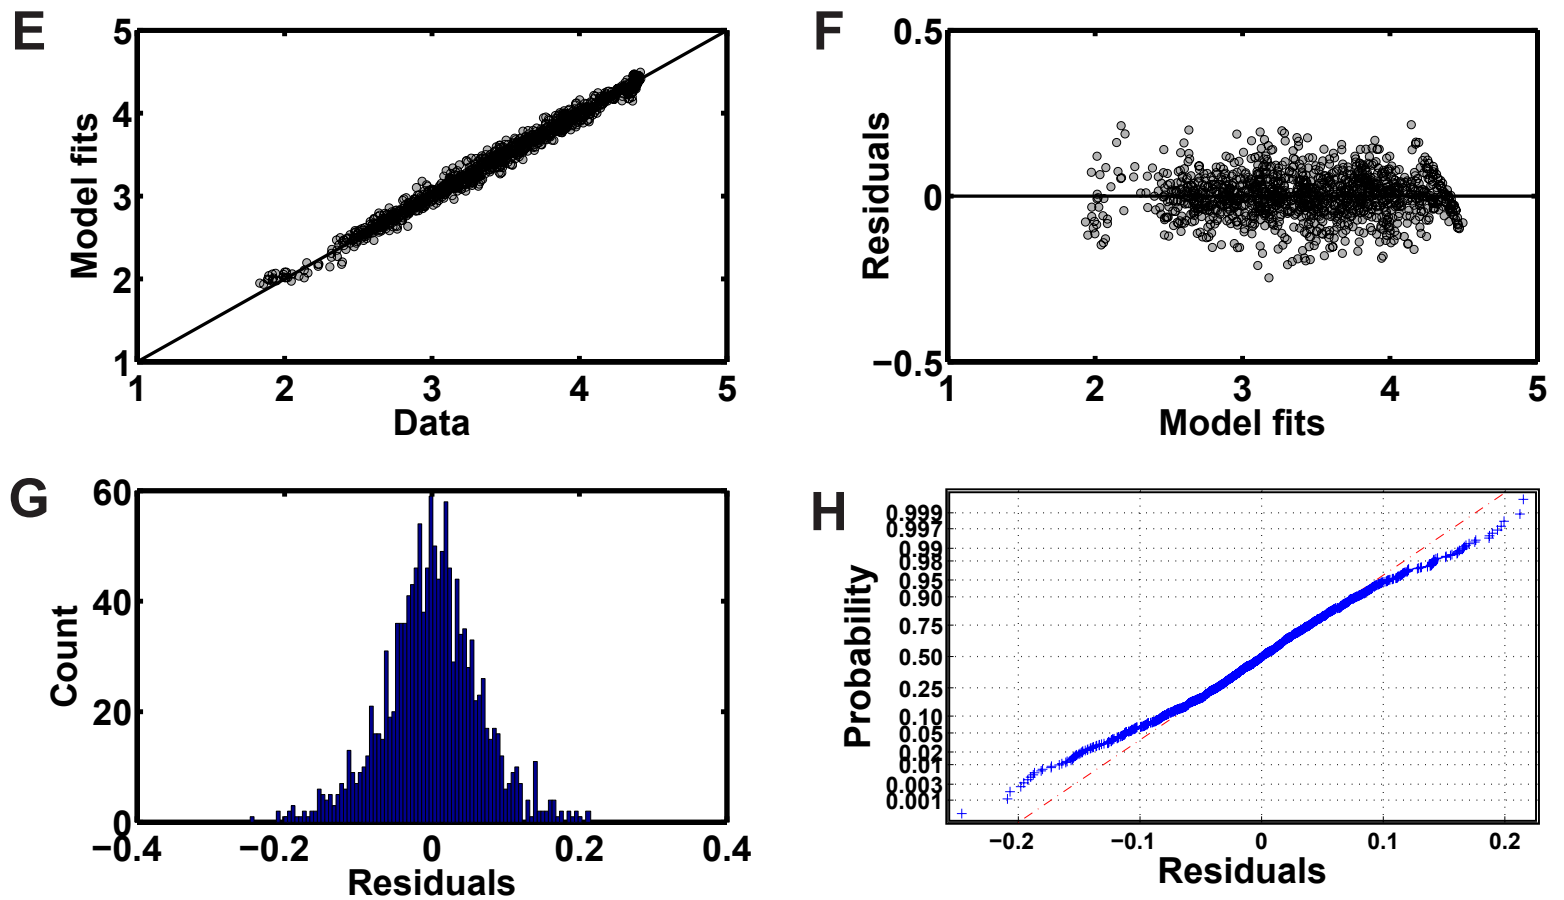 E
5
4
3
2
1
Model fits
1 2 3 4 5
Data
F
0.5
0
−0.5
Residuals
1 2 3 4 5
Model fits
G
60
40
20
0
Count
−0.4 −0.2 0 0.2 0.4
Residuals
H
0.999
0.997
0.99
0.98
0.95
0.90
0.75
0.50
0.25
0.10
0.05
0.02
0.01
0.003
0.001
Probability
−0.2 −0.1 0 0.1 0.2
Residuals